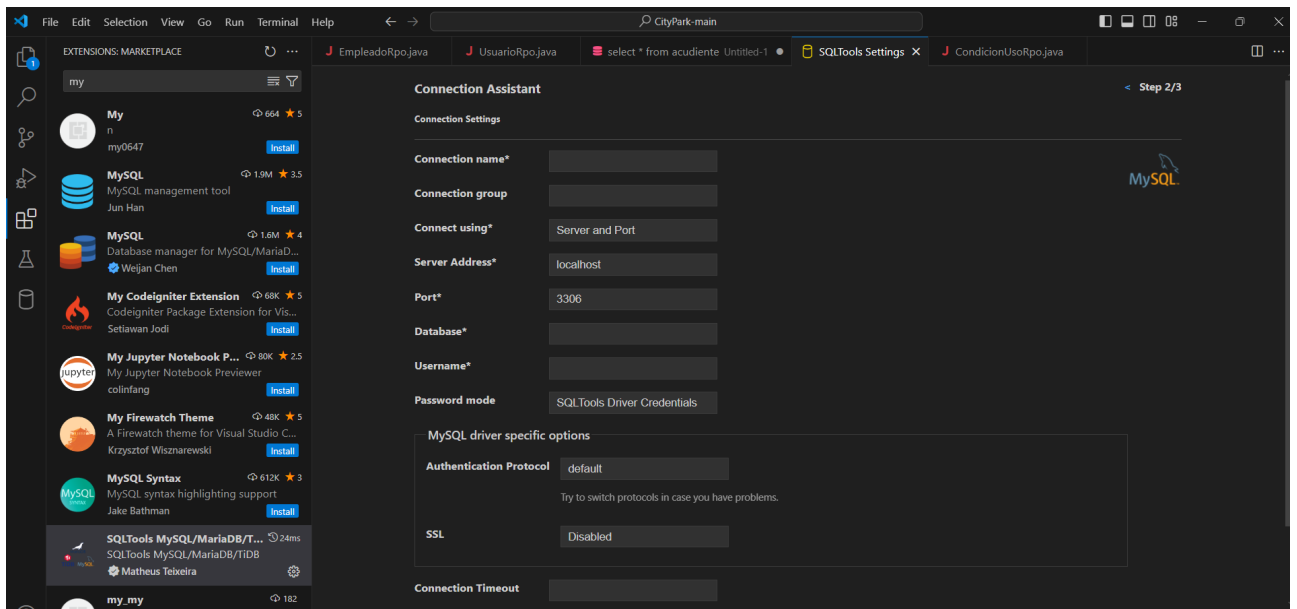 File Edit Selection View Go Run Terminal Help
CityPark-main
EXTENSIONS: MARKETPLACE
EmpleadoRpo.java
UsuarioRpo.java
select * from acudiente Untitled-1
SQLTools Settings
CondicionUsoRpo.java
1
my
My 664 5
n
my0647 Install
MySQL 1.9M 3.5
MySQL management tool
Jun Han Install
MySQL 1.6M 4
Database manager for MySQL/MariaD...
Weijan Chen Install
My Codeigniter Extension 68K 5
Codeigniter Package Extension for Vis...
Setiawan Jodi Install
CodeIgniter
My Jupyter Notebook P... 80K 2.5
My Jupyter Notebook Previewer
colinfang Install
jupyter
My Firewatch Theme 48K 5
A Firewatch theme for Visual Studio C...
Krzysztof Wisznarewski Install
MySQL Syntax 612K 3
MySQL syntax highlighting support
Jake Bathman Install
MySQL
SQLTools MySQL/MariaDB/T... 24ms
SQLTools MySQL/MariaDB/TiDB
Matheus Teixeira
my_my 182
Connection Assistant
< Step 2/3
Connection Settings
MySQL
Connection name*
Connection group
Connect using* Server and Port
Server Address* localhost
Port* 3306
Database*
Username*
Password mode SQLTools Driver Credentials
MySQL driver specific options
Authentication Protocol default
Try to switch protocols in case you have problems.
SSL Disabled
Connection Timeout